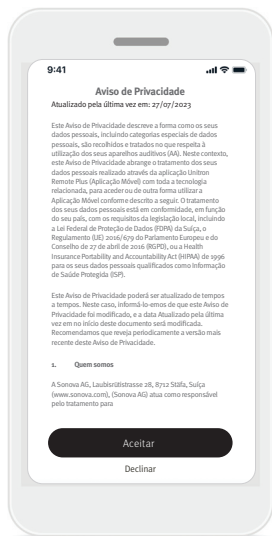 9:41
Aviso de Privacidade
Atualizado pela última vez em: 27/07/2023
Este Aviso de Privacidade descreve a forma como os seus
dados pessoais, incluindo categorias especiais de dados
pessoais, são recolhidos e tratados no que respeita à
utilização dos seus aparelhos auditivos (AA). Neste contexto,
este Aviso de Privacidade abrange o tratamento dos seus
dados pessoais realizado através da aplicação Unitron
Remote Plus (Aplicação Móvel) com toda a tecnologia
relacionada, para aceder ou de outra forma utilizar a
Aplicação Móvel conforme descrito a seguir. O tratamento
dos seus dados pessoais está em conformidade, em função
do seu país, com os requisitos da legislação local, incluindo
a Lei Federal de Proteção de Dados (FDPA) da Suíça, o
Regulamento (UE) 2016/679 do Parlamento Europeu e do
Conselho de 27 de abril de 2016 (RGPD), ou a Health
Insurance Portability and Accountability Act (HIPAA) de 1996
para os seus dados pessoais qualificados como Informação
de Saúde Protegida (ISP).
Este Aviso de Privacidade poderá ser atualizado de tempos
a tempos. Neste caso, informá-lo-emos de que este Aviso de
Privacidade foi modificado, e a data Atualizado pela última
vez em no início deste documento será modificada.
Recomendamos que reveja periodicamente a versão mais
recente deste Aviso de Privacidade.
1. Quem somos
A Sonova AG, Laubisrütistrasse 28, 8712 Stäfa, Suíça
(www.sonova.com), (Sonova AG) atua como responsável
pelo tratamento para
Aceitar
Declinar